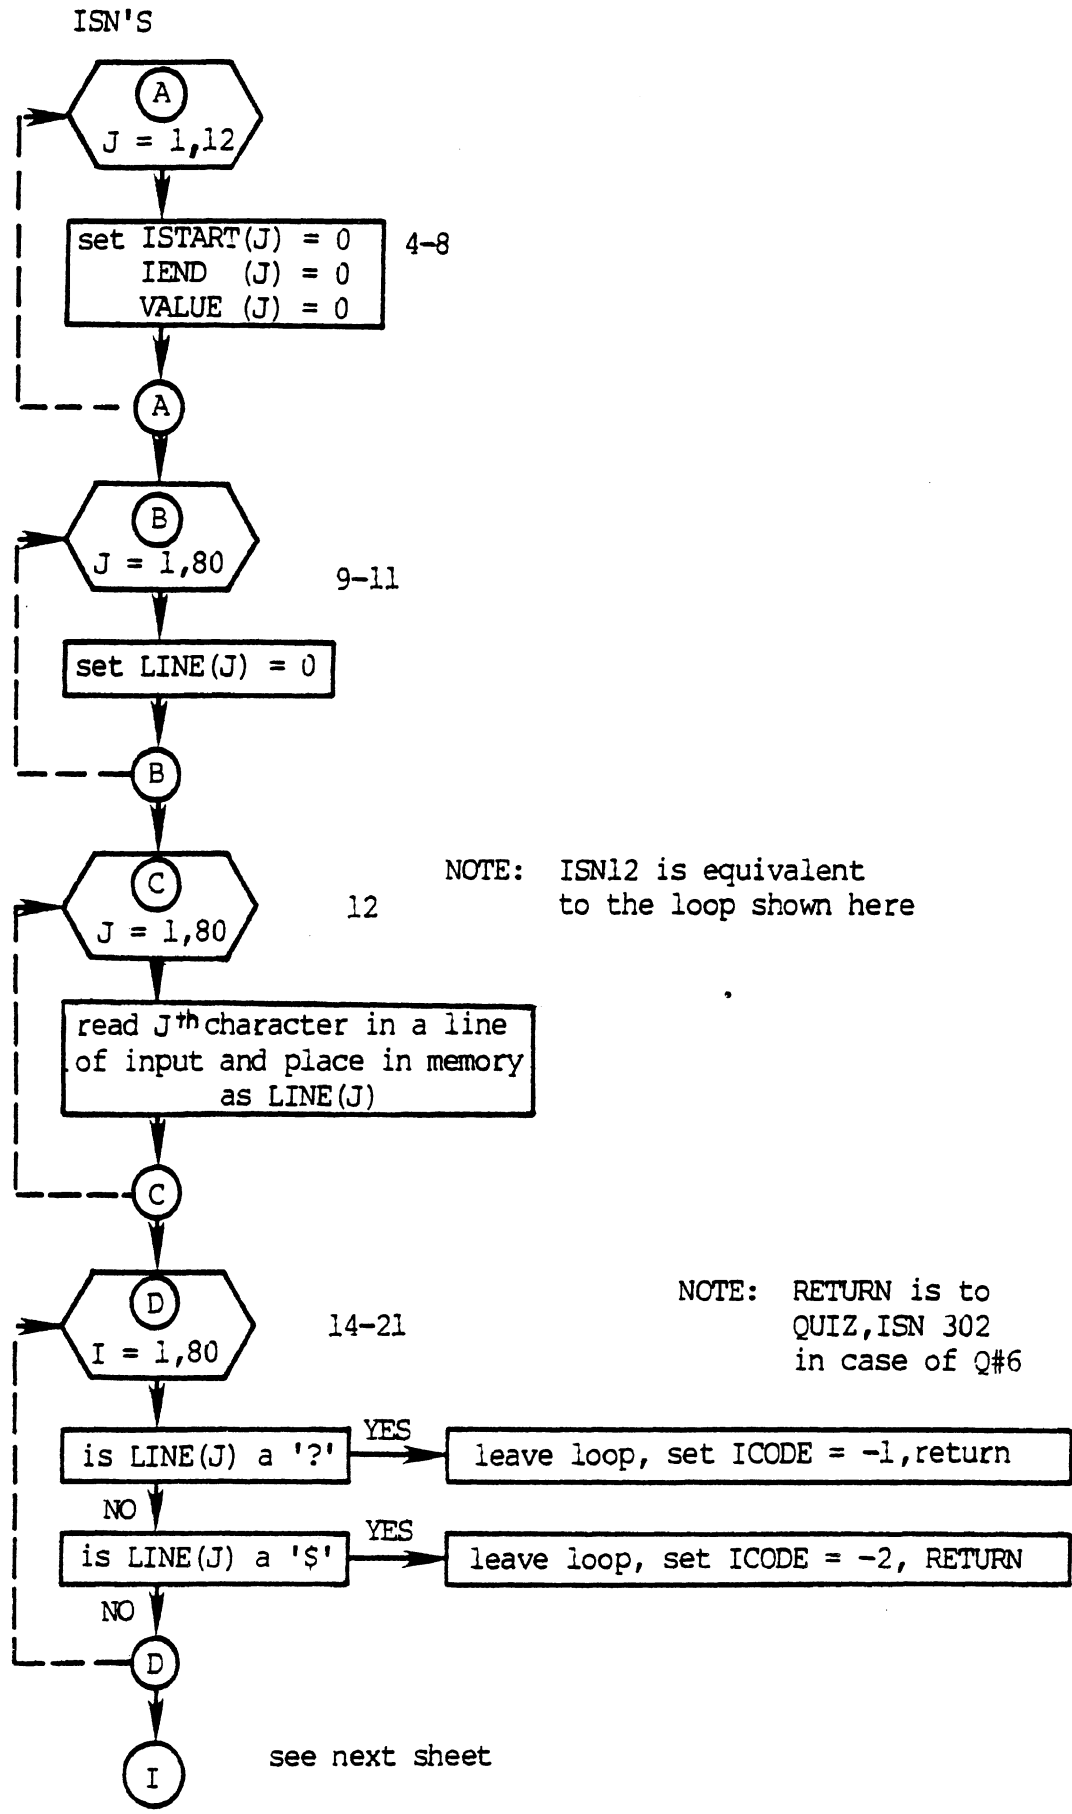 ISN'S
A
J = 1,12
set ISTART(J) = 0
IEND (J) = 0
VALUE (J) = 0
4-8
A
B
J = 1,80
9-11
set LINE(J) = 0
B
C
J = 1,80
12
NOTE: ISN12 is equivalent
to the loop shown here
read Jth character in a line
of input and place in memory
as LINE(J)
C
D
I = 1,80
14-21
NOTE: RETURN is to
QUIZ,ISN 302
in case of Q#6
is LINE(J) a '?'
YES
leave loop, set ICODE = -1,return
NO
is LINE(J) a '$'
YES
leave loop, set ICODE = -2, RETURN
NO
D
I
see next sheet